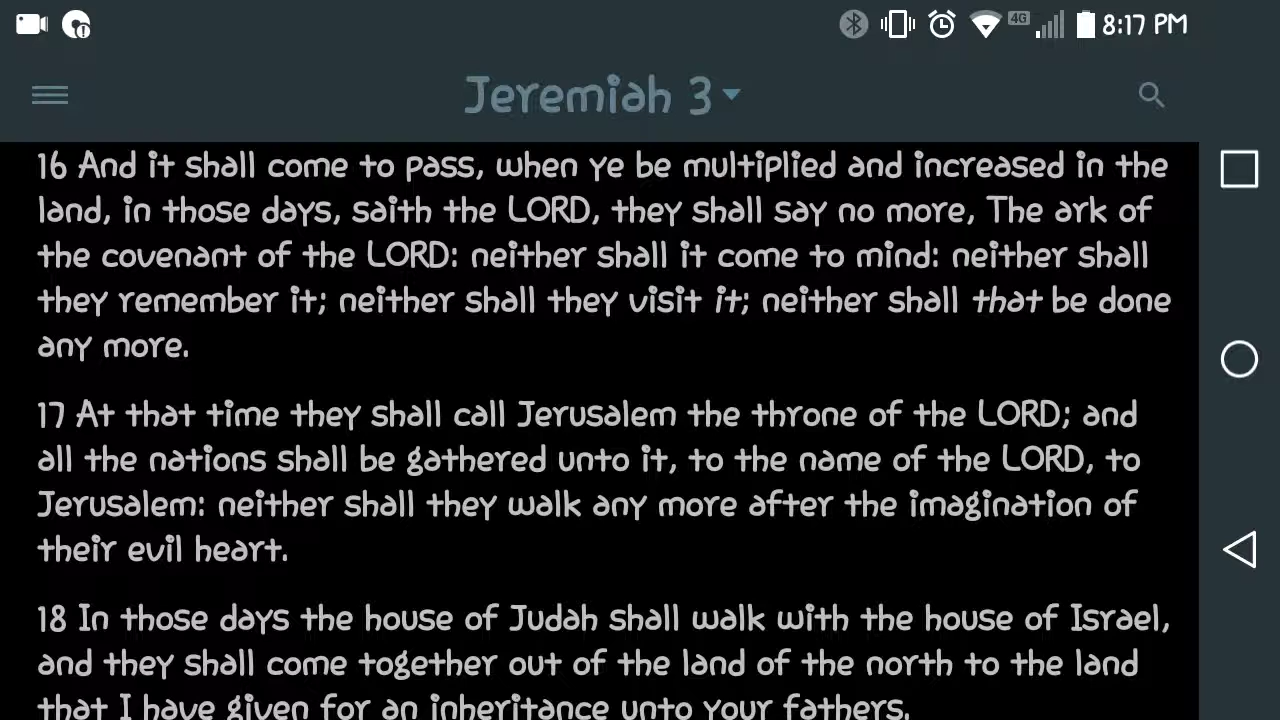 4G 8:17 PM
Jeremiah 3
16 And it shall come to pass, when ye be multiplied and increased in the
land, in those days, saith the LORD, they shall say no more, The ark of
the covenant of the LORD: neither shall it come to mind: neither shall
they remember it; neither shall they visit it; neither shall that be done
any more.
17 At that time they shall call Jerusalem the throne of the LORD; and
all the nations shall be gathered unto it, to the name of the LORD, to
Jerusalem: neither shall they walk any more after the imagination of
their evil heart.
18 In those days the house of Judah shall walk with the house of Israel,
and they shall come together out of the land of the north to the land
that I have given for an inheritance unto your fathers.